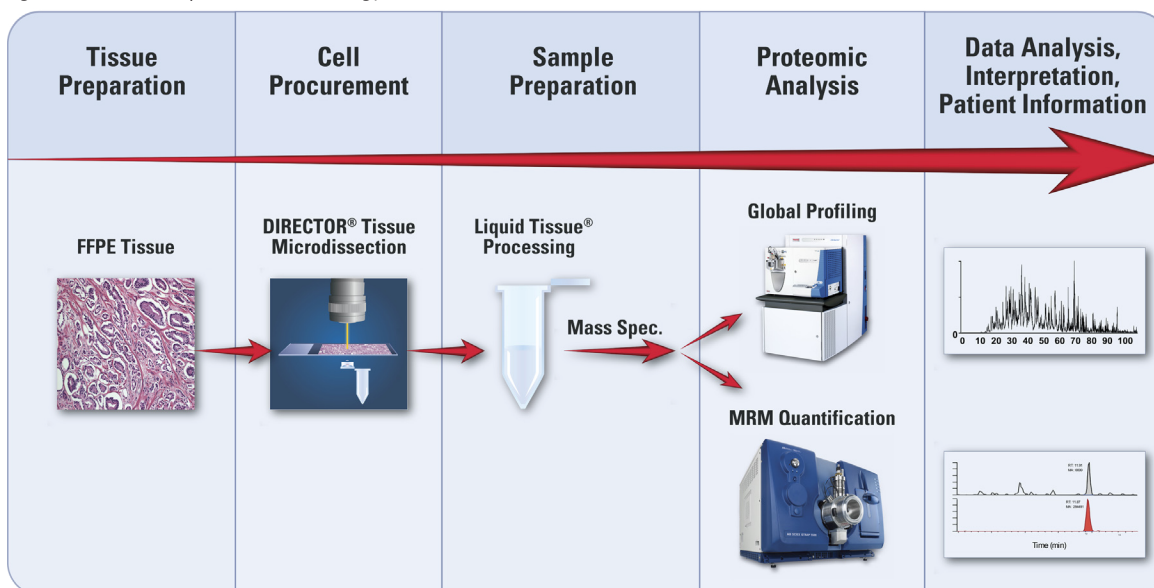 Tissue
Preparation
Cell
Procurement
Sample
Preparation
Proteomic
Analysis
Data Analysis,
Interpretation,
Patient Information
FFPE Tissue
DIRECTOR® Tissue
Microdissection
Liquid Tissue®
Processing
Mass Spec.
Global Profiling
MRM Quantification
0
0 10 20 30 40 50 60 70 80 90 100
Time (min)